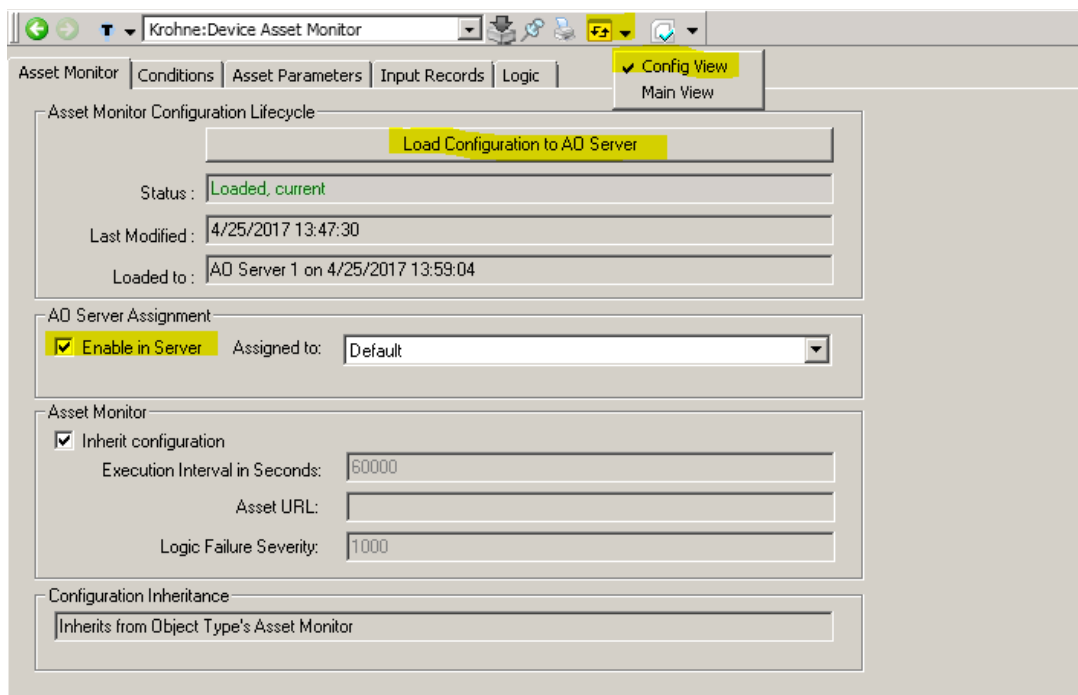 Krohne:Device Asset Monitor
Asset Monitor Conditions Asset Parameters Input Records Logic
Config View
Main View
Asset Monitor Configuration Lifecycle
Load Configuration to AO Server
Status : Loaded, current
Last Modified : 4/25/2017 13:47:30
Loaded to : AO Server 1 on 4/25/2017 13:59:04
AO Server Assignment
Enable in Server Assigned to: Default
Asset Monitor
Inherit configuration
Execution Interval in Seconds: 60000
Asset URL:
Logic Failure Severity: 1000
Configuration Inheritance
Inherits from Object Type's Asset Monitor